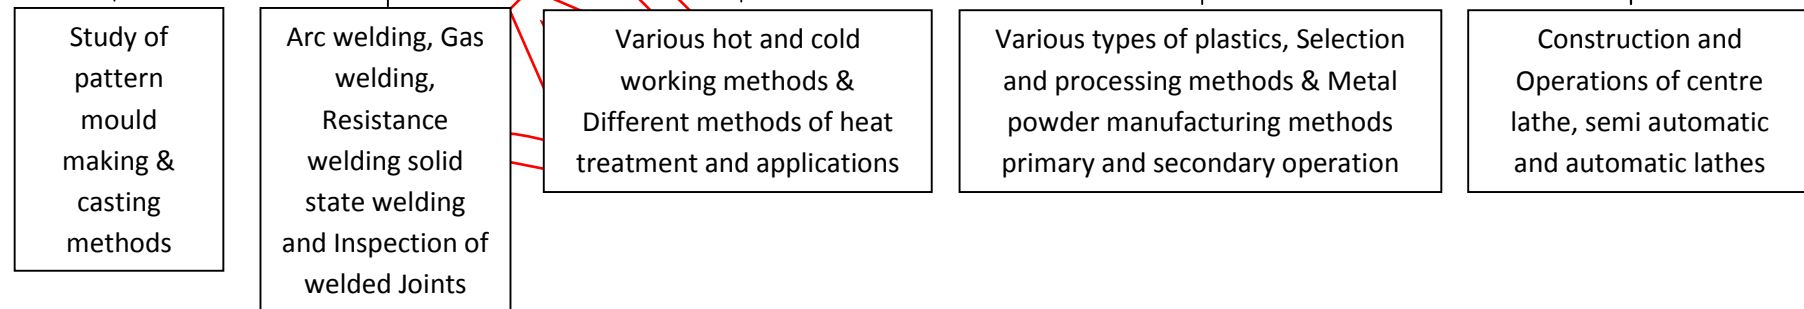 Study of
pattern
mould
making &
casting
methods
Arc welding, Gas
welding,
Resistance
welding solid
state welding
and Inspection of
welded Joints
Various hot and cold
working methods &
Different methods of heat
treatment and applications
Various types of plastics, Selection
and processing methods & Metal
powder manufacturing methods
primary and secondary operation
Construction and
Operations of centre
lathe, semi automatic
and automatic lathes